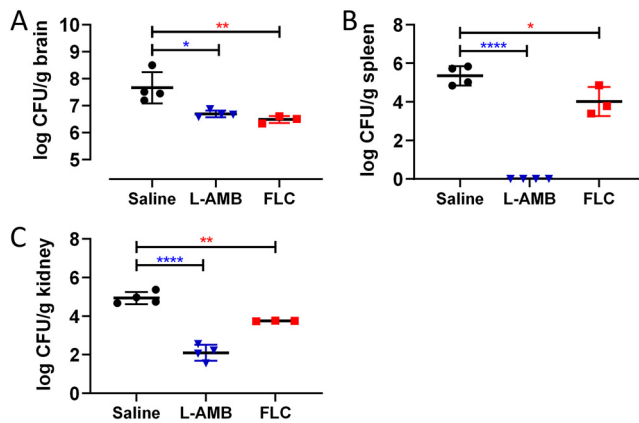 A
log CFU/g brain
**
*
9
8
7
6
5
Saline L-AMB FLC
B
log CFU/g spleen
*
****
8
6
4
2
0
Saline L-AMB FLC
C
log CFU/g kidney
**
****
8
6
4
2
0
Saline L-AMB FLC